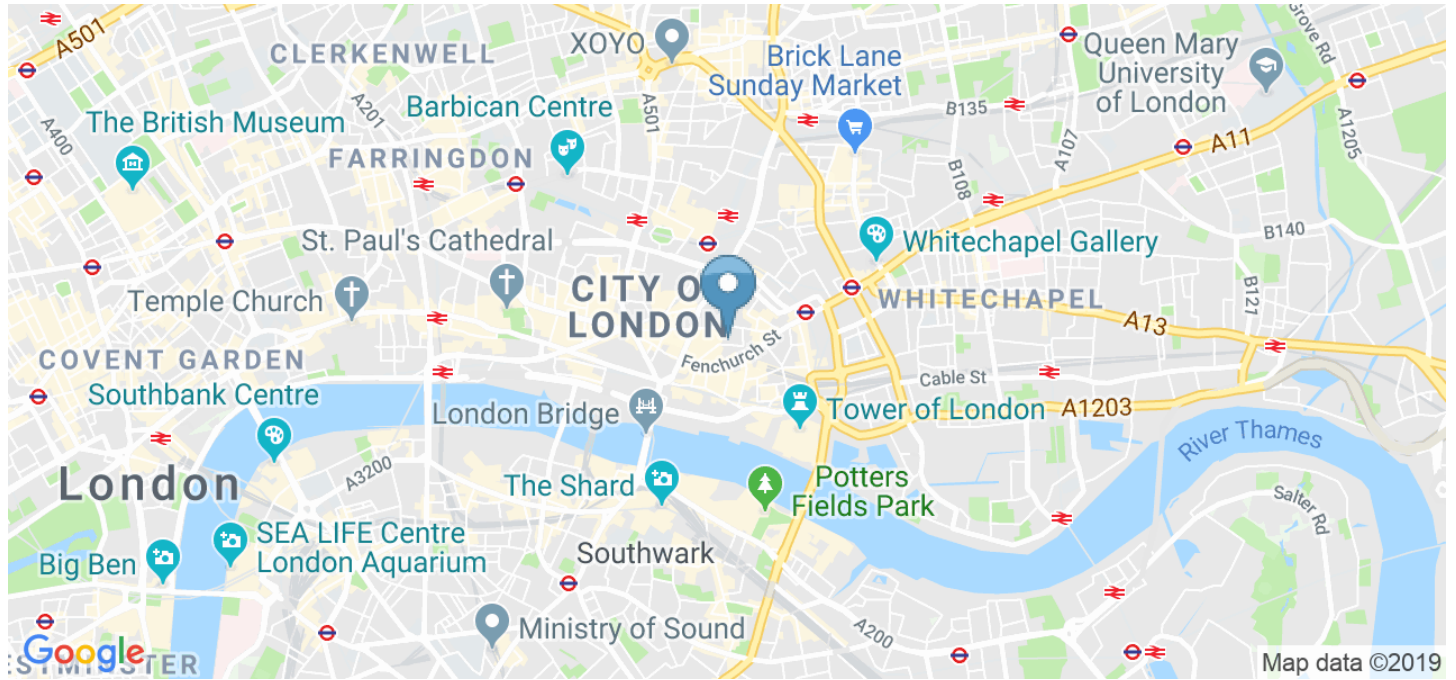 A501
CLERKENWELL
XOYO
Brick Lane
Sunday Market
Queen Mary
University
of London
Grove Rd
A400
The British Museum
A201
Barbican Centre
A501
B135
A107
A11
A1205
FARRINGDON
B108
St. Paul's Cathedral
Whitechapel Gallery
B140
Temple Church
CITY O
LONDON
WHITECHAPEL
B121
A13
COVENT GARDEN
Fenchurch St
Cable St
Southbank Centre
London Bridge
Tower of London
A1203
River Thames
London
A3200
The Shard
Potters
Fields Park
Salter Rd
SEA LIFE Centre
London Aquarium
Big Ben
Southwark
Ministry of Sound
A200
Google
ESTMINSTER
Map data ©2019